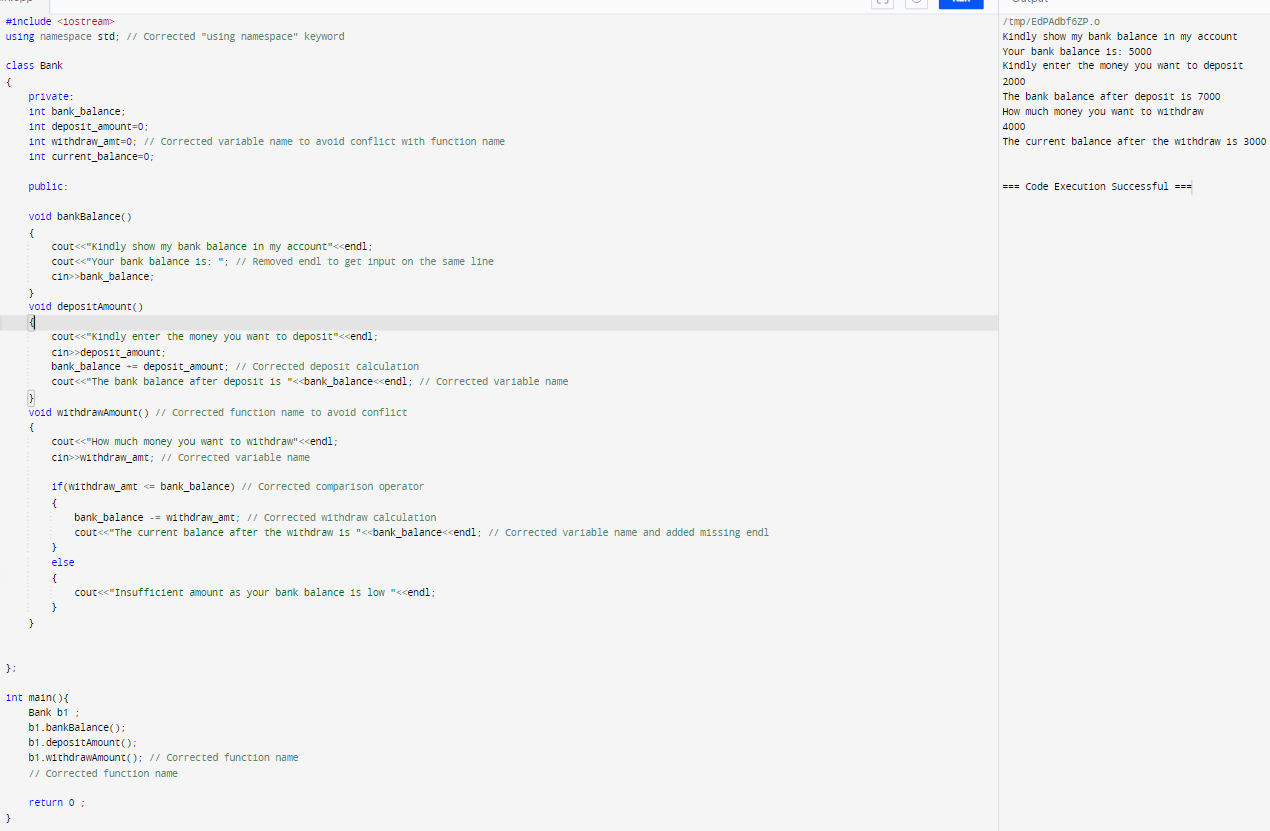 Output
#include <iostream>
using namespace std; // Corrected "using namespace" keyword
class Bank
{
private:
int bank_balance;
int deposit_amount=0;
int withdraw_amt=0; // Corrected variable name to avoid conflict with function name
int current_balance=0;
public:
void bankBalance()
{
cout<<"Kindly show my bank balance in my account"<<endl;
cout<<"Your bank balance is: "; // Removed endl to get input on the same line
cin>>bank_balance;
}
void depositAmount()
{
cout<<"Kindly enter the money you want to deposit"<<endl;
cin>>deposit_amount;
bank_balance += deposit_amount; // Corrected deposit calculation
cout<<"The bank balance after deposit is "<<bank_balance<<endl; // Corrected variable name
}
void withdrawAmount() // Corrected function name to avoid conflict
{
cout<<"How much money you want to withdraw"<<endl;
cin>>withdraw_amt; // Corrected variable name
if(withdraw_amt <= bank_balance) // Corrected comparison operator
{
bank_balance -= withdraw_amt; // Corrected withdraw calculation
cout<<"The current balance after the withdraw is "<<bank_balance<<endl; // Corrected variable name and added missing endl
}
else
{
cout<<"Insufficient amount as your bank balance is low "<<endl;
}
}
};
int main(){
Bank b1 ;
b1.bankBalance();
b1.depositAmount();
b1.withdrawAmount(); // Corrected function name
// Corrected function name
return 0 ;
}
/tmp/EdPAdbf6ZP.o
Kindly show my bank balance in my account
Your bank balance is: 5000
Kindly enter the money you want to deposit
2000
The bank balance after deposit is 7000
How much money you want to withdraw
4000
The current balance after the withdraw is 3000
=== Code Execution Successful ===